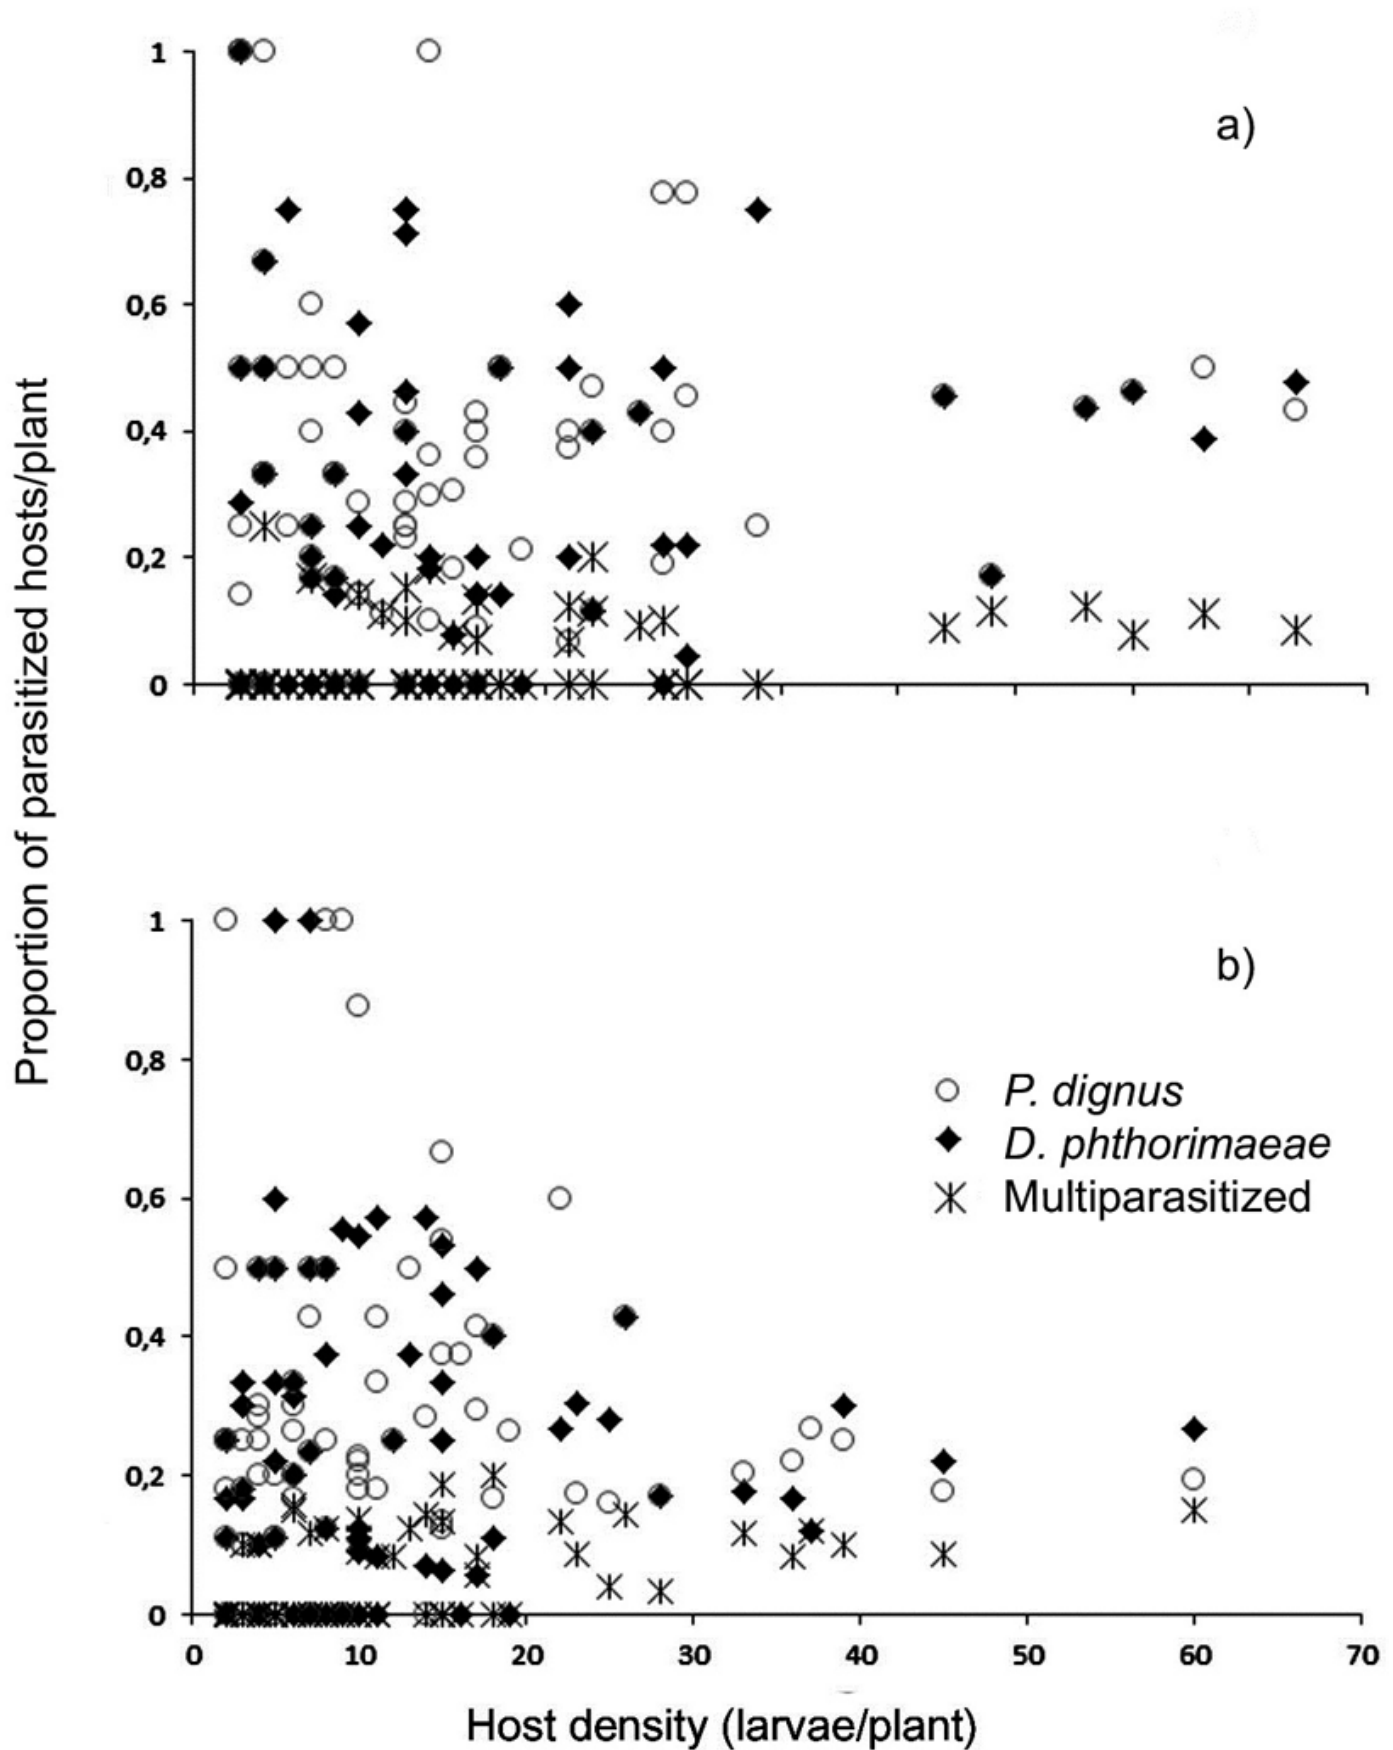 Proportion of parasitized hosts/plant
a)
1
0,8
0,6
0,4
0,2
0
b)
1
0,8
0,6
0,4
0,2
0
P. dignus
D. phthorimaeae
Multiparasitized
0 10 20 30 40 50 60 70
Host density (larvae/plant)